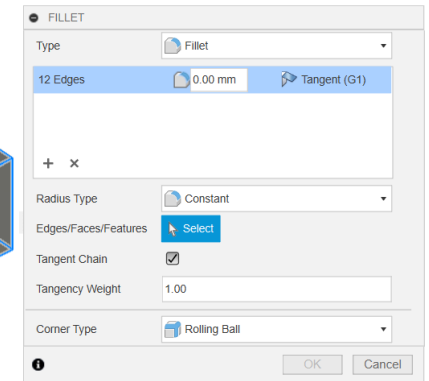 FILLET
Type Fillet
12 Edges 0.00 mm Tangent (G1)
Radius Type Constant
Edges/Faces/Features Select
Tangent Chain
Tangency Weight 1.00
Corner Type Rolling Ball
OK Cancel